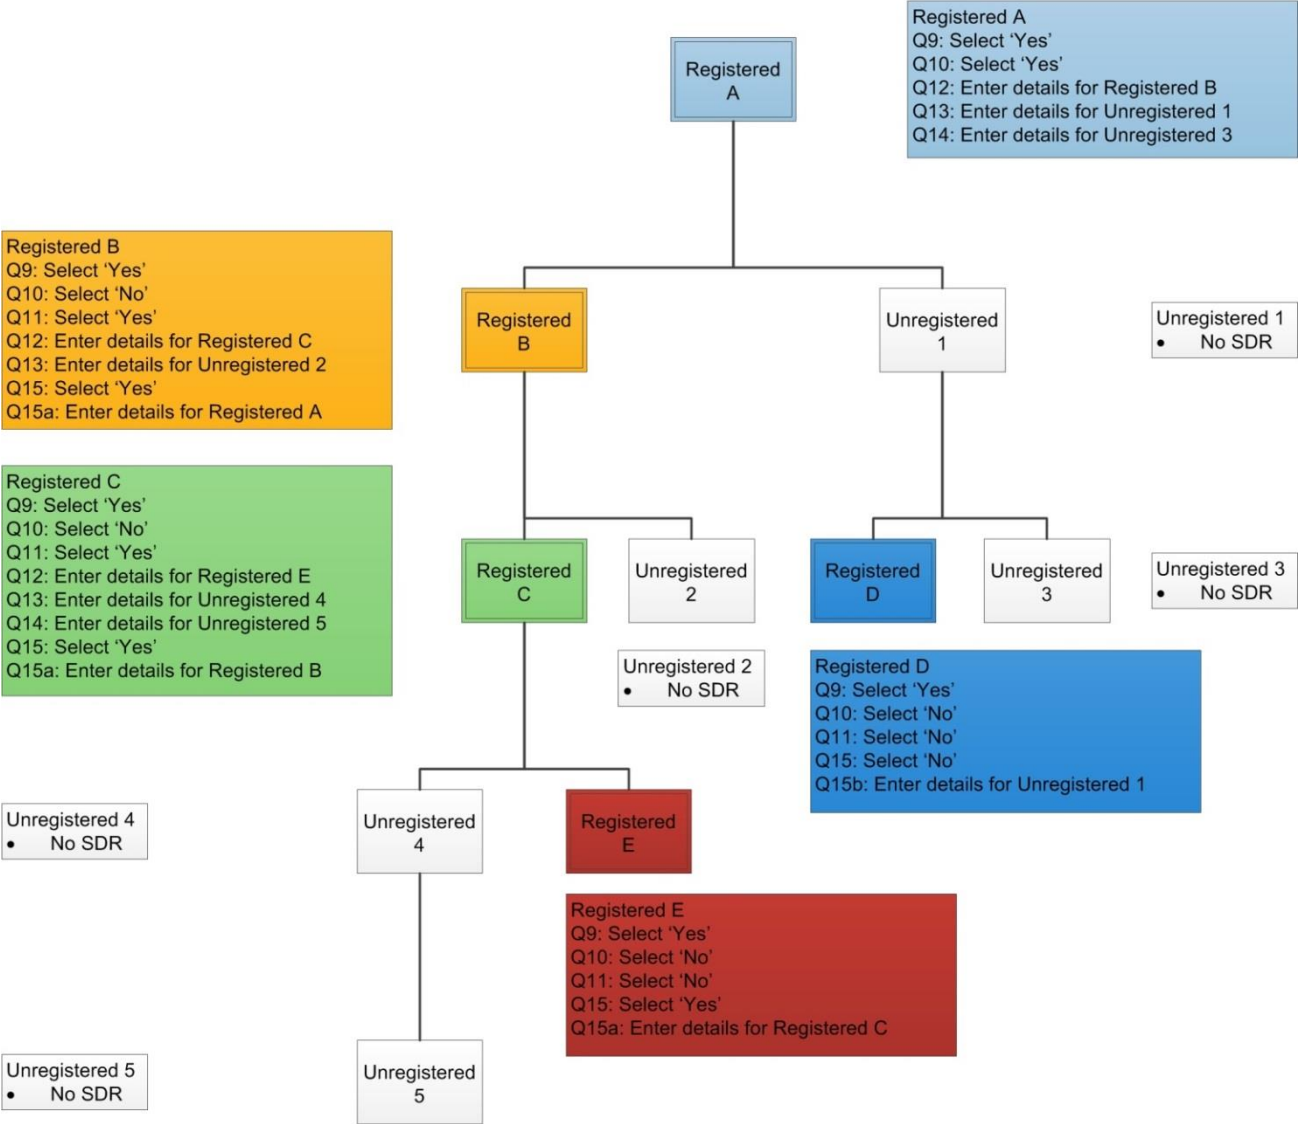 Registered A
Q9: Select ‘Yes’
Q10: Select ‘Yes’
Q12: Enter details for Registered B
Q13: Enter details for Unregistered 1
Q14: Enter details for Unregistered 3
Registered
A
Registered B
Q9: Select ‘Yes’
Q10: Select ‘No’
Q11: Select ‘Yes’
Q12: Enter details for Registered C
Q13: Enter details for Unregistered 2
Q15: Select ‘Yes’
Q15a: Enter details for Registered A
Registered
B
Unregistered
1
Unregistered 1
• No SDR
Registered C
Q9: Select ‘Yes’
Q10: Select ‘No’
Q11: Select ‘Yes’
Q12: Enter details for Registered E
Q13: Enter details for Unregistered 4
Q14: Enter details for Unregistered 5
Q15: Select ‘Yes’
Q15a: Enter details for Registered B
Registered
C
Unregistered
2
Registered
D
Unregistered
3
Unregistered 3
• No SDR
Unregistered 2
• No SDR
Registered D
Q9: Select ‘Yes’
Q10: Select ‘No’
Q11: Select ‘No’
Q15: Select ‘No’
Q15b: Enter details for Unregistered 1
Unregistered 4
• No SDR
Unregistered
4
Registered
E
Registered E
Q9: Select ‘Yes’
Q10: Select ‘No’
Q11: Select ‘No’
Q15: Select ‘Yes’
Q15a: Enter details for Registered C
Unregistered 5
• No SDR
Unregistered
5